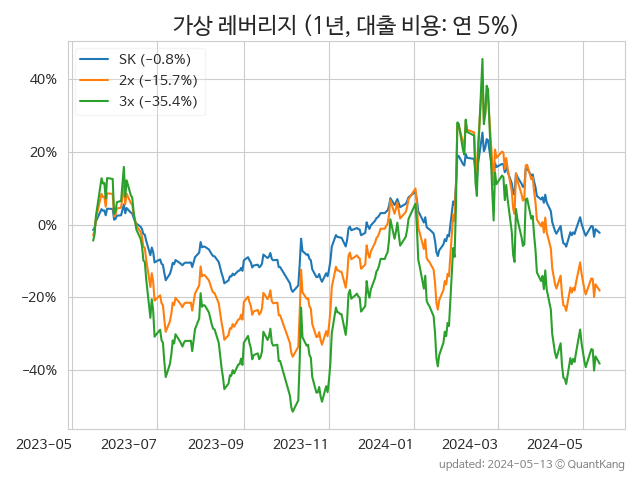 가상 레버리지 (1년, 대출 비용: 연 5%)
SK (−0.8%)
2x (−15.7%)
3x (−35.4%)
40%
20%
0%
−20%
−40%
2023-05 2023-07 2023-09 2023-11 2024-01 2024-03 2024-05
updated: 2024-05-13 © QuantKang